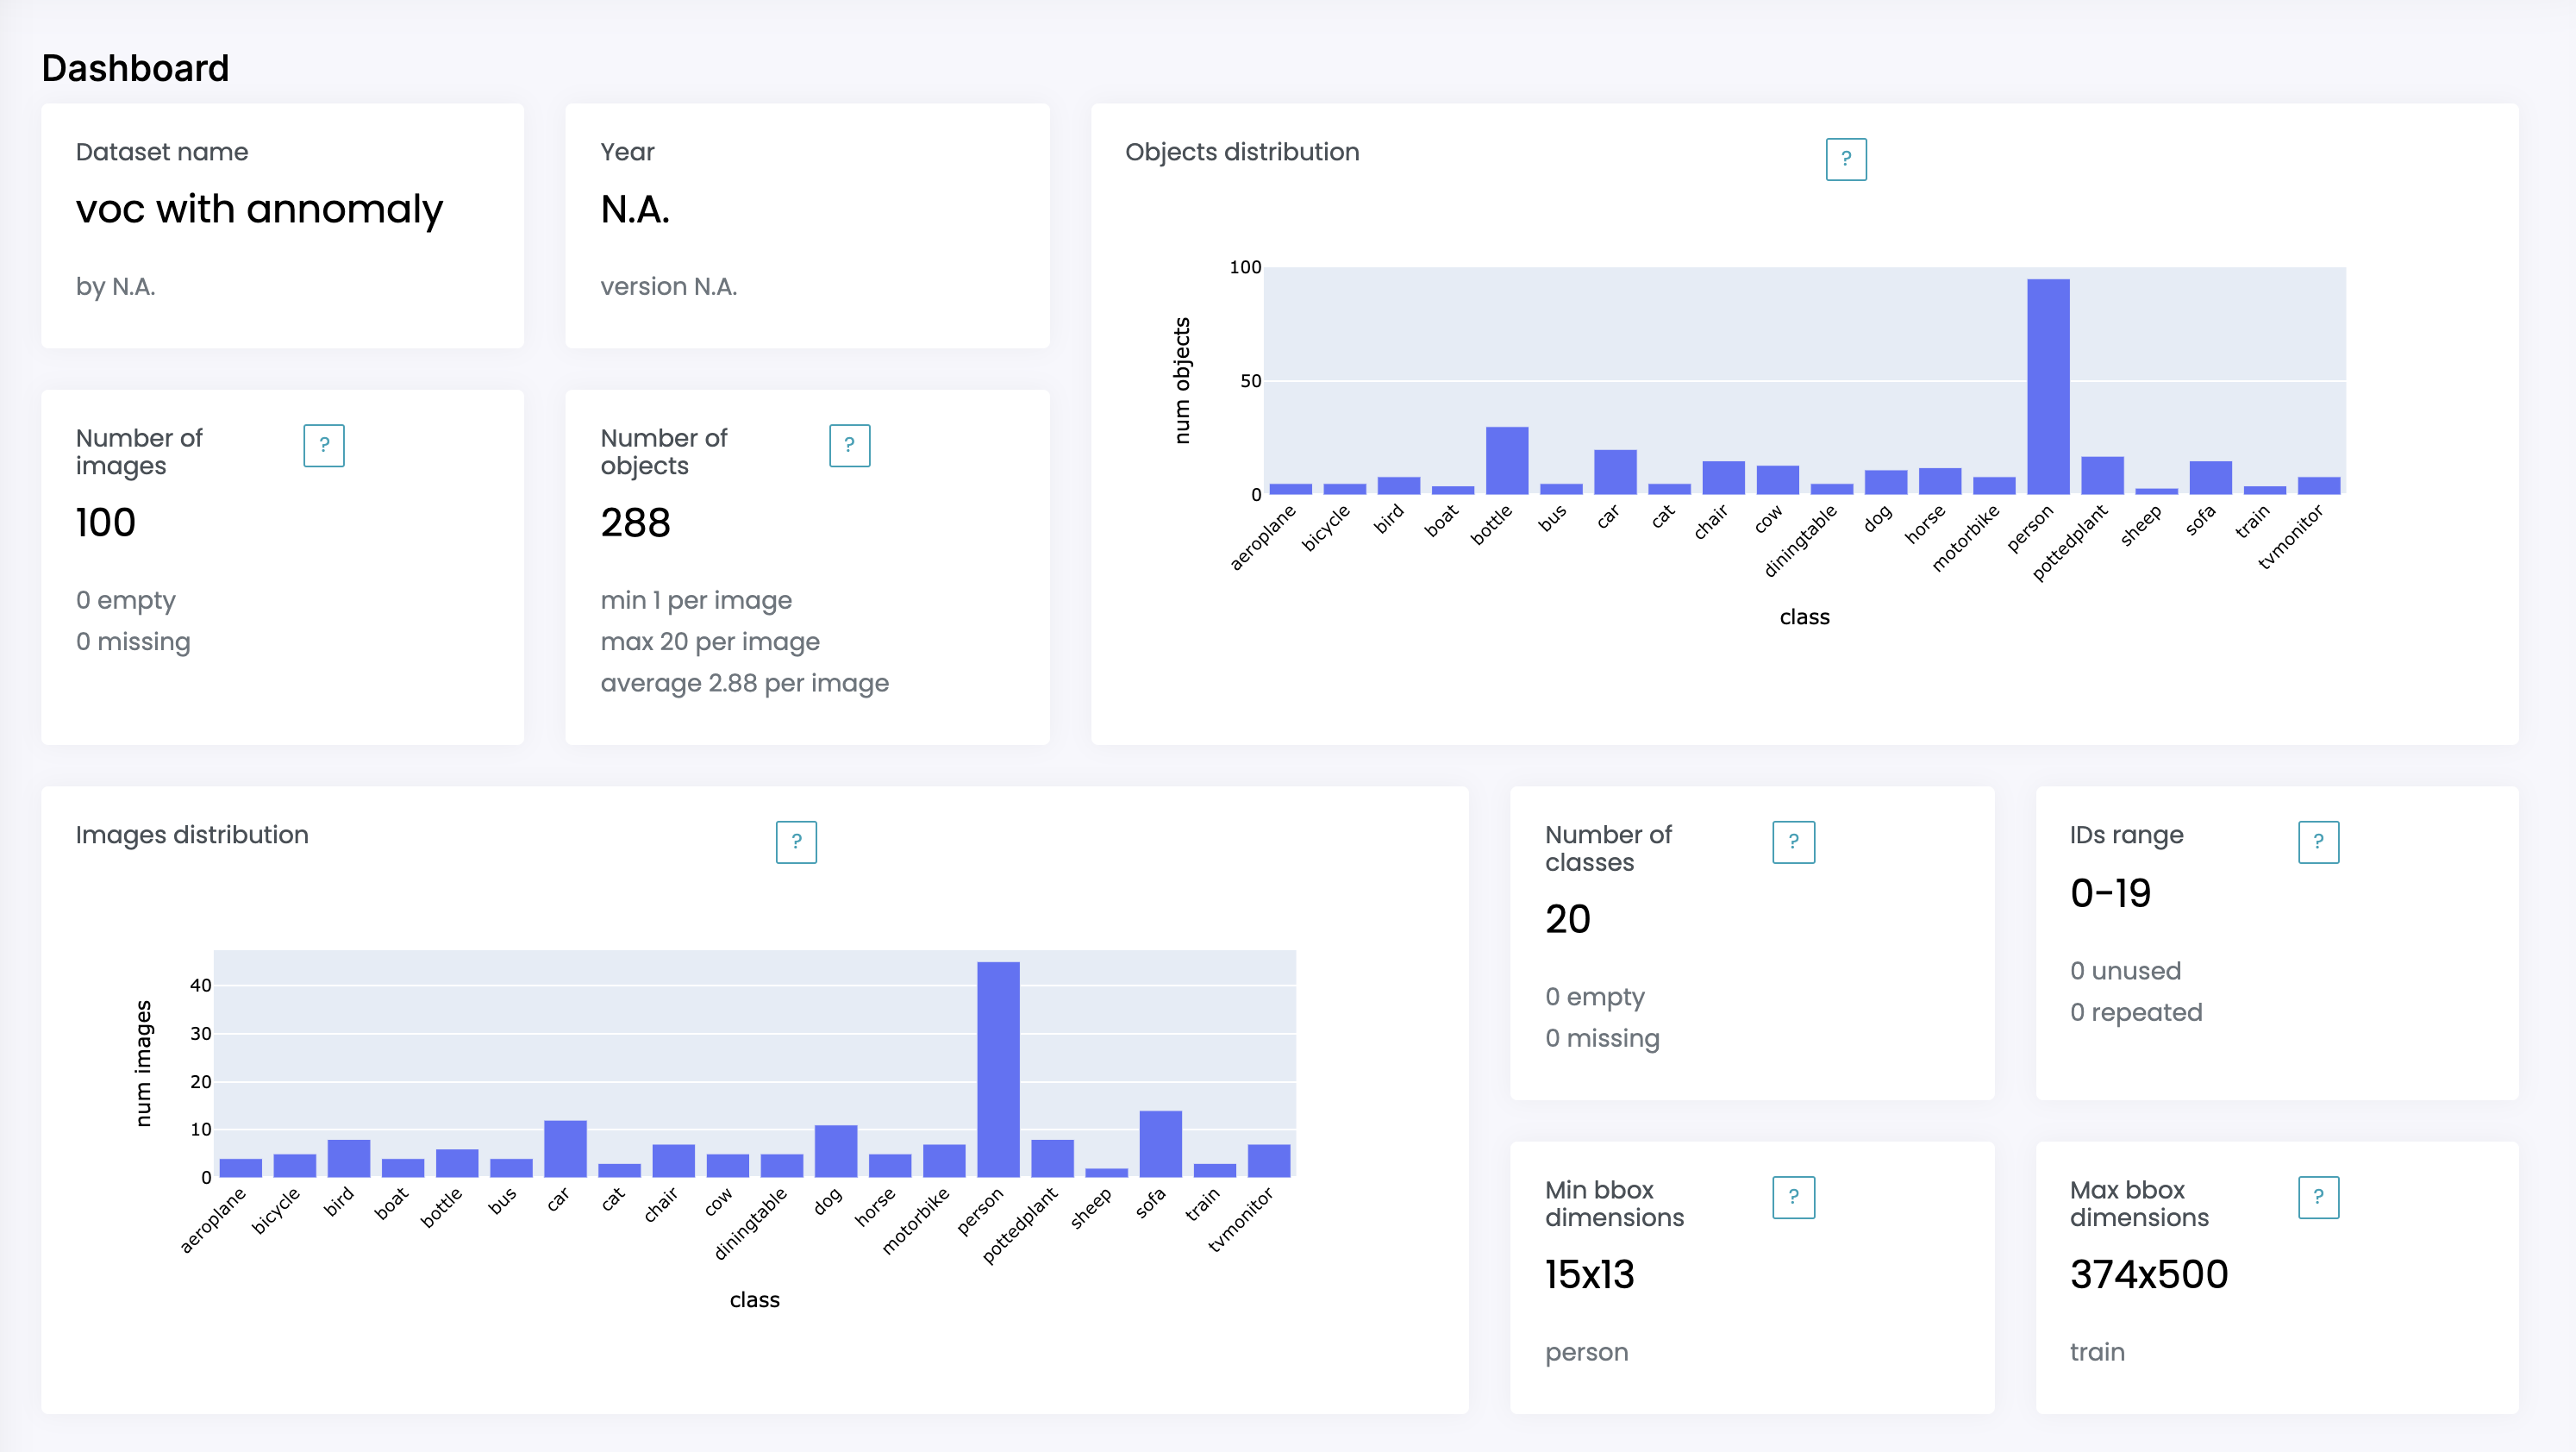 Dashboard
Dataset name
voc with annomaly
by N.A.
Year
N.A.
version N.A.
Objects distribution
?
100
50
0
num objects
aeroplane
bicycle
bird
boat
bottle
bus
car
cat
chair
cow
diningtable
dog
horse
motorbike
person
pottedplant
sheep
sofa
train
tvmonitor
class
Number of
images
?
100
0 empty
0 missing
Number of
objects
?
288
min 1 per image
max 20 per image
average 2.88 per image
Images distribution
?
40
30
20
10
0
num images
aeroplane
bicycle
bird
boat
bottle
bus
car
cat
chair
cow
diningtable
dog
horse
motorbike
person
pottedplant
sheep
sofa
train
tvmonitor
class
Number of
classes
?
20
0 empty
0 missing
IDs range
?
0-19
0 unused
0 repeated
Min bbox
dimensions
?
15x13
person
Max bbox
dimensions
?
374x500
train